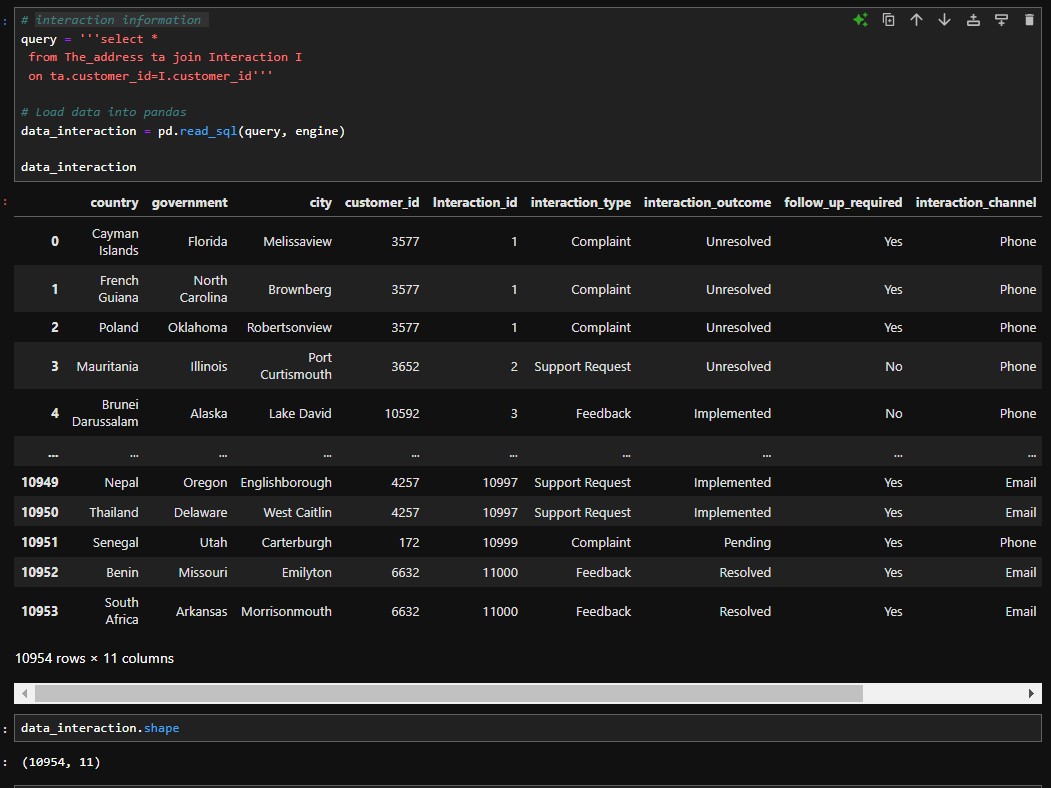 # interaction information
query = '''select *
from The_address ta join Interaction I
on ta.customer_id=I.customer_id'''
# Load data into pandas
data_interaction = pd.read_sql(query, engine)
data_interaction
country government city customer_id Interaction_id interaction_type interaction_outcome follow_up_required interaction_channel
0 Cayman Islands Florida Melissaview 3577 1 Complaint Unresolved Yes Phone
1 French Guiana North Carolina Brownberg 3577 1 Complaint Unresolved Yes Phone
2 Poland Oklahoma Robertsonview 3577 1 Complaint Unresolved Yes Phone
3 Mauritania Illinois Port Curtismouth 3652 2 Support Request Unresolved No Phone
4 Brunei Darussalam Alaska Lake David 10592 3 Feedback Implemented No Phone
... ... ... ... ... ... ... ... ... ...
10949 Nepal Oregon Englishborough 4257 10997 Support Request Implemented Yes Email
10950 Thailand Delaware West Caitlin 4257 10997 Support Request Implemented Yes Email
10951 Senegal Utah Carterburgh 172 10999 Complaint Pending Yes Phone
10952 Benin Missouri Emilyton 6632 11000 Feedback Resolved Yes Email
10953 South Africa Arkansas Morrisonmouth 6632 11000 Feedback Resolved Yes Email
10954 rows × 11 columns
data_interaction.shape
(10954, 11)